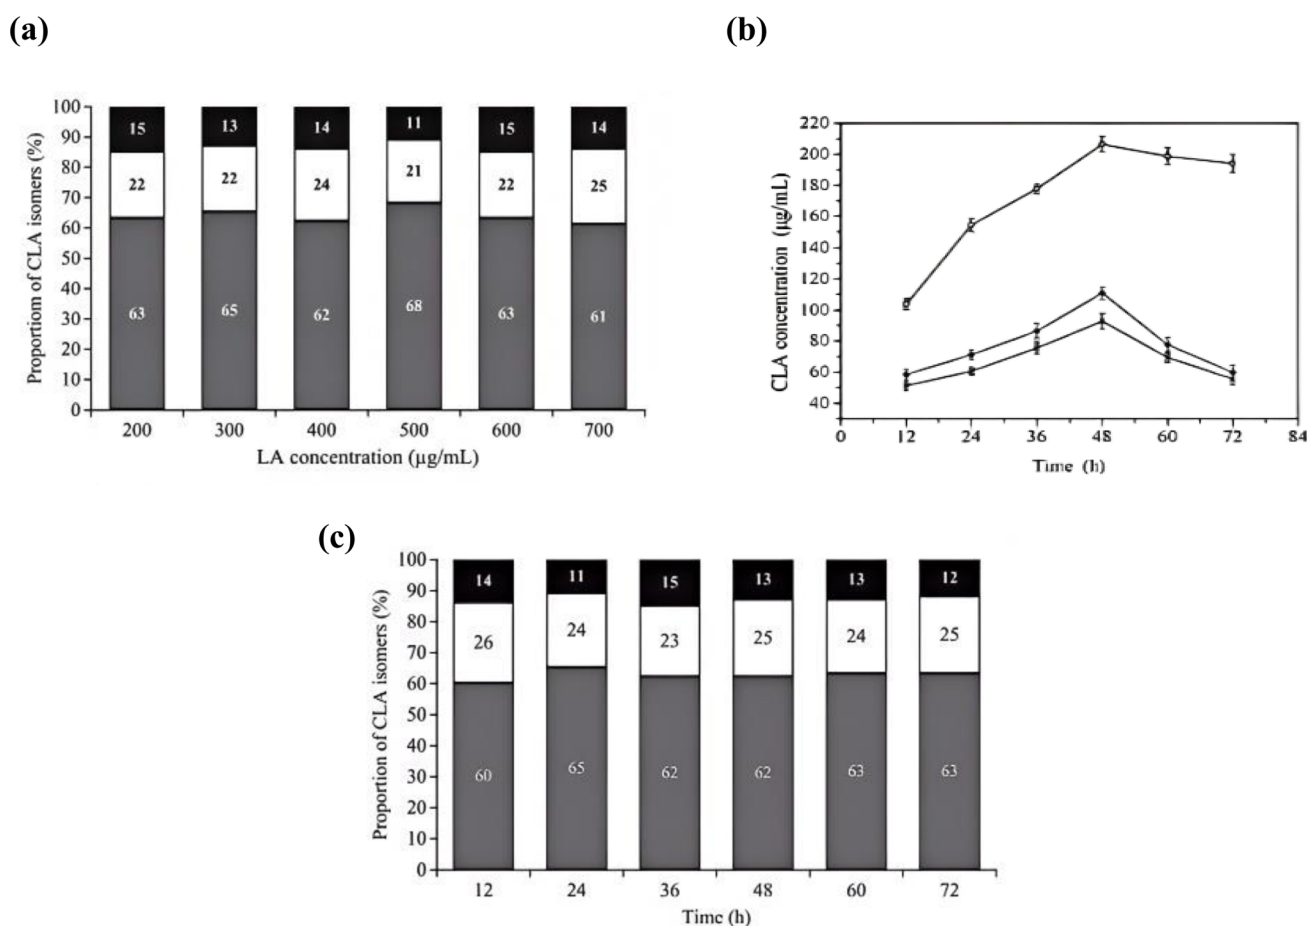 (a)
Proportiom of CLA isomers (%)
100
90
80
70
60
50
40
30
20
10
0
15 13 14 11 15 14
22 22 24 21 22 25
63 65 62 68 63 61
200 300 400 500 600 700
LA concentration (µg/mL)
(b)
CLA concentration (µg/mL)
220
200
180
160
140
120
100
80
60
40
0 12 24 36 48 60 72 84
Time (h)
(c)
Proportion of CLA isomers (%)
100
90
80
70
60
50
40
30
20
10
0
14 11 15 13 13 12
26 24 23 25 24 25
60 65 62 62 63 63
12 24 36 48 60 72
Time (h)